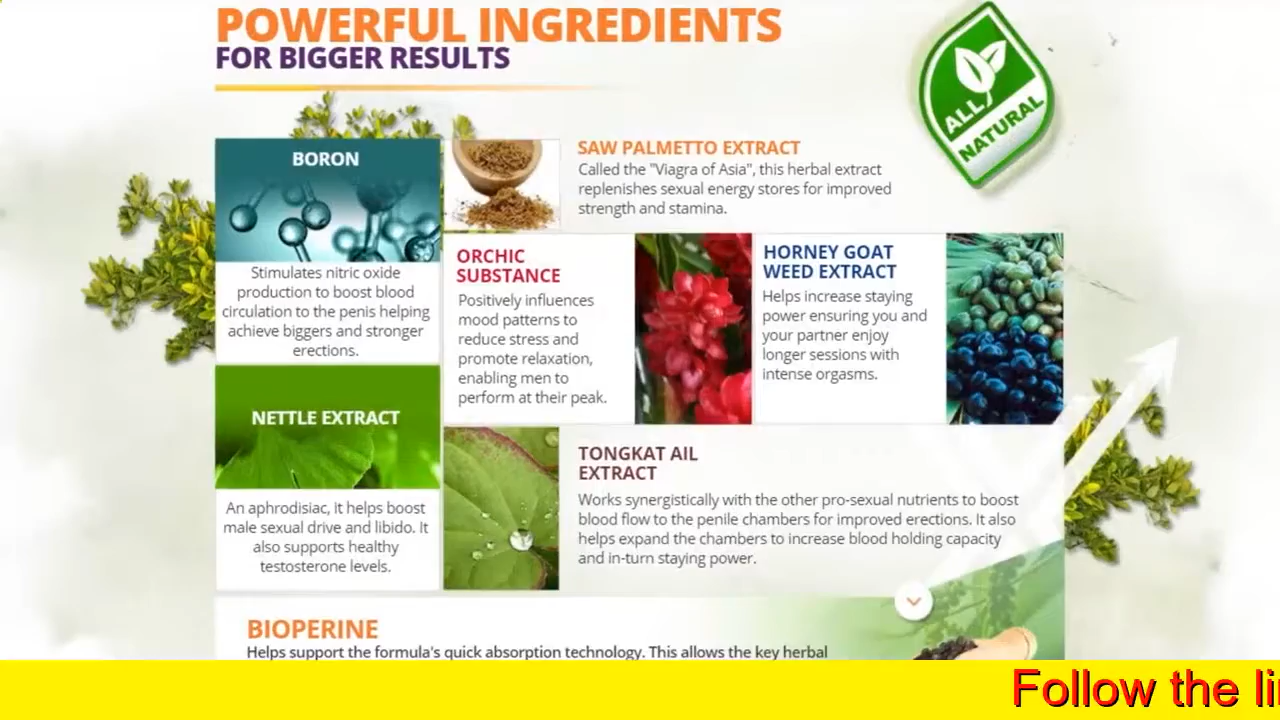 POWERFUL INGREDIENTS
FOR BIGGER RESULTS
ALL
NATURAL
BORON
Stimulates nitric oxide
production to boost blood
circulation to the penis helping
achieve biggers and stronger
erections.
SAW PALMETTO EXTRACT
Called the "Viagra of Asia", this herbal extract
replenishes sexual energy stores for improved
strength and stamina.
ORCHIC
SUBSTANCE
Positively influences
mood patterns to
reduce stress and
promote relaxation,
enabling men to
perform at their peak.
HORNEY GOAT
WEED EXTRACT
Helps increase staying
power ensuring you and
your partner enjoy
longer sessions with
intense orgasms.
NETTLE EXTRACT
An aphrodisiac, it helps boost
male sexual drive and libido. It
also supports healthy
testosterone levels.
TONGKAT AIL
EXTRACT
Works synergistically with the other pro-sexual nutrients to boost
blood flow to the penile chambers for improved erections. It also
helps expand the chambers to increase blood holding capacity
and in-turn staying power.
BIOPERINE
Helps support the formula's quick absorption technology. This allows the key herbal
Follow the